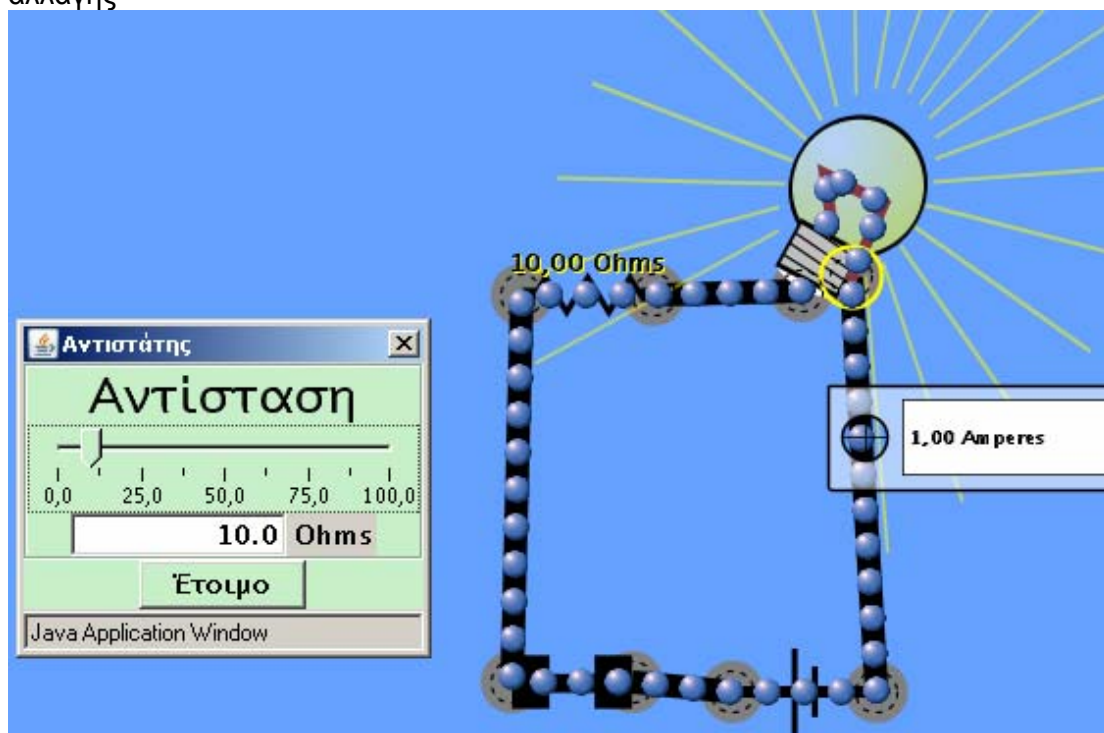 αλλαγής
10,00 Ohms
Αντιστάτης
Αντίσταση
0,0 25,0 50,0 75,0 100,0
10.0 Ohms
Έτοιμο
Java Application Window
1,00 Amperes